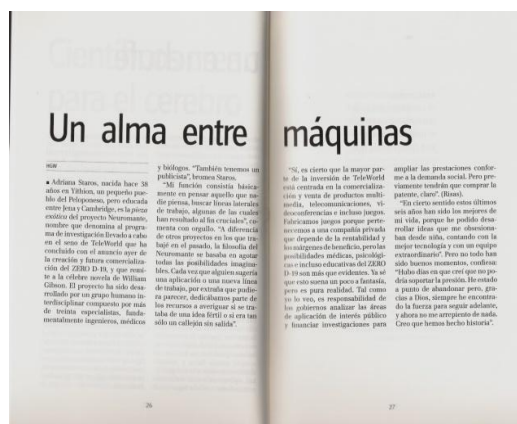 Un alma entre máquinas
HGW
■ Adriana Staros, nacida hace 38
años en Yithios, un pequeño pue-
blo del Peloponeso, pero educada
entre Jena y Cambridge, es la pieza
exótica del proyecto Neuromante,
nombre que denomina al progra-
ma de investigación llevado a cabo
en el seno de TeleWorld que ha
concluido con el anuncio ayer de
la creación y futura comercializa-
ción del ZERO D-19, y que remi-
te a la célebre novela de William
Gibson. El proyecto ha sido desa-
rrollado por un grupo humano in-
terdisciplinar compuesto por más
de treinta especialistas, funda-
mentalmente ingenieros, médicos
y biólogos. “También tenemos un
publicista”, bromea Staros.
“Mi función consistía básica-
mente en pensar aquello que na-
die piensa, buscar líneas laterales
de trabajo, algunas de las cuales
han resultado al fin cruciales”, co-
menta con orgullo. “A diferencia
de otros proyectos en los que tra-
bajé en el pasado, la filosofía del
Neuromante se basaba en agotar
todas las posibilidades imagina-
bles. Cada vez que alguien sugería
una aplicación o una nueva línea
de trabajo, por extraña que pudie-
ra parecer, dedicábamos parte de
los recursos a averiguar si se tra-
taba de una idea fértil o si era tan
sólo un callejón sin salida”.
“Sí, es cierto que la mayor par-
te de la inversión de TeleWorld
está centrada en la comercializa-
ción y venta de productos multi-
media, telecomunicaciones, vi-
deoconferencias e incluso juegos.
Fabricamos juegos porque perte-
necemos a una compañía privada
que depende de la rentabilidad y
los márgenes de beneficio, pero las
posibilidades médicas, psicológi-
cas e incluso educativas del ZERO
D-19 son más que evidentes. Ya sé
que esto suena un poco a fantasía,
pero es pura realidad. Tal como
yo lo veo, es responsabilidad de
los gobiernos analizar las áreas
de aplicación de interés público
y financiar investigaciones para
ampliar las prestaciones confor-
me a la demanda social. Pero pre-
viamente tendrán que comprar la
patente, claro”. (Risas).
“En cierto sentido estos últimos
seis años han sido los mejores de
mi vida, porque he podido desa-
rrollar ideas que me obsesiona-
ban desde niña, contando con la
mejor tecnología y con un equipo
extraordinario”. Pero no todo han
sido buenos momentos, confiesa:
“Hubo días en que creí que no po-
dría soportar la presión. He estado
a punto de abandonar pero, gra-
cias a Dios, siempre he encontra-
do la fuerza para seguir adelante,
y ahora no me arrepiento de nada.
Creo que hemos hecho historia”.
26
27